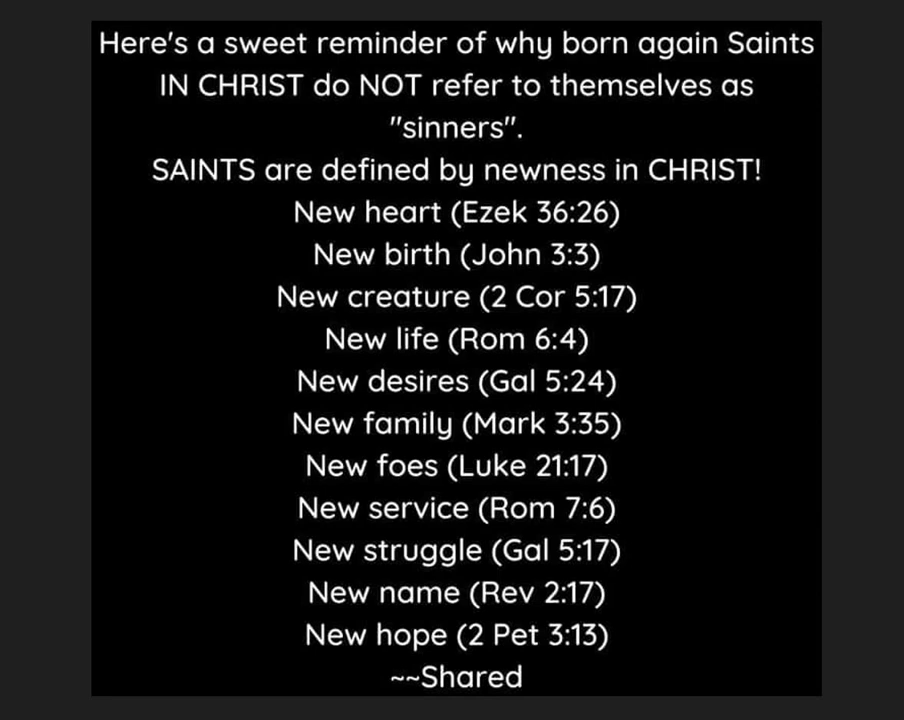 Here's a sweet reminder of why born again Saints
IN CHRIST do NOT refer to themselves as
"sinners".
SAINTS are defined by newness in CHRIST!
New heart (Ezek 36:26)
New birth (John 3:3)
New creature (2 Cor 5:17)
New life (Rom 6:4)
New desires (Gal 5:24)
New family (Mark 3:35)
New foes (Luke 21:17)
New service (Rom 7:6)
New struggle (Gal 5:17)
New name (Rev 2:17)
New hope (2 Pet 3:13)
~~Shared